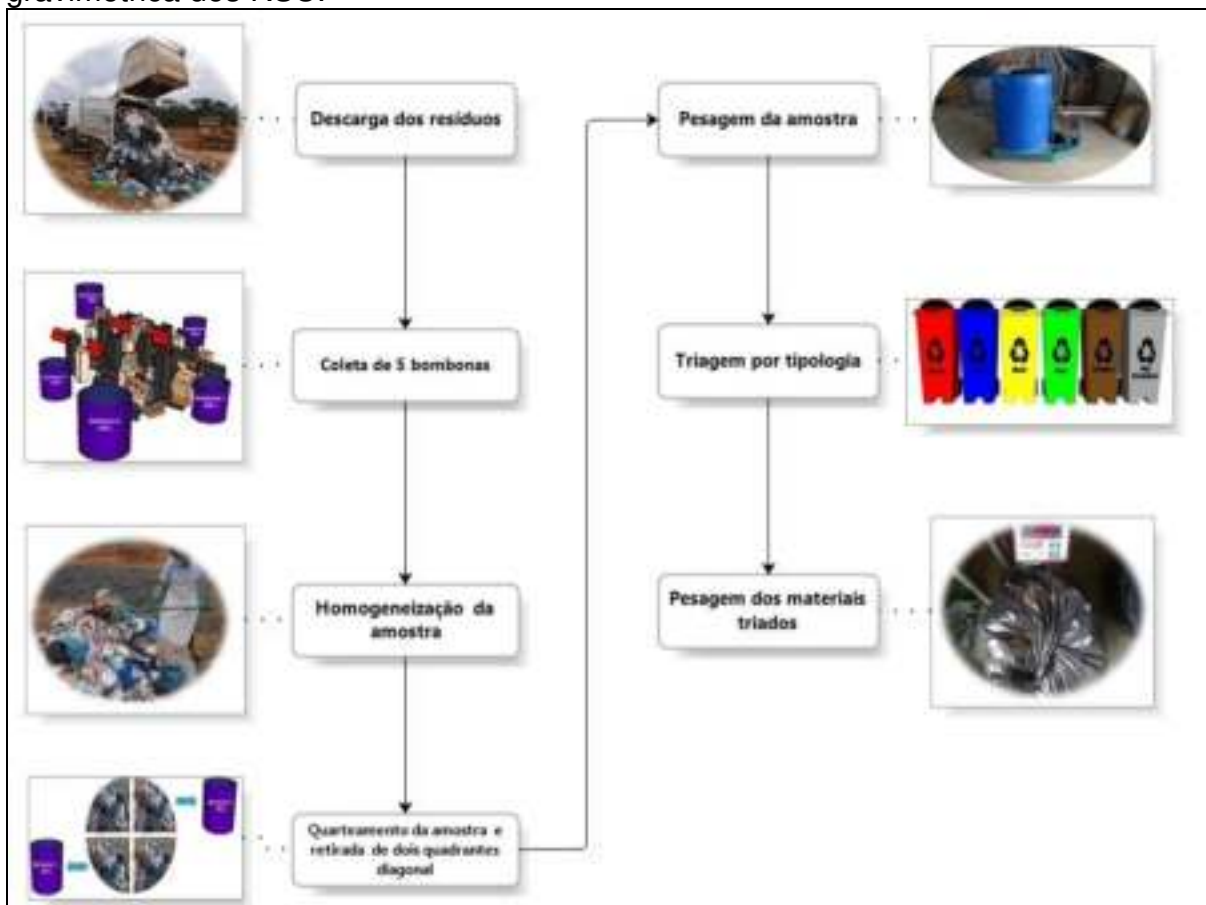 gravimétrica dos RSU.
Descarga dos resíduos
Coleta de 5 bombonas
Homogeneização da
amostra
Quarteamento da amostra e
retirada de dois quadrantes
diagonal
Pesagem da amostra
Triagem por tipologia
Pesagem dos materiais
triados